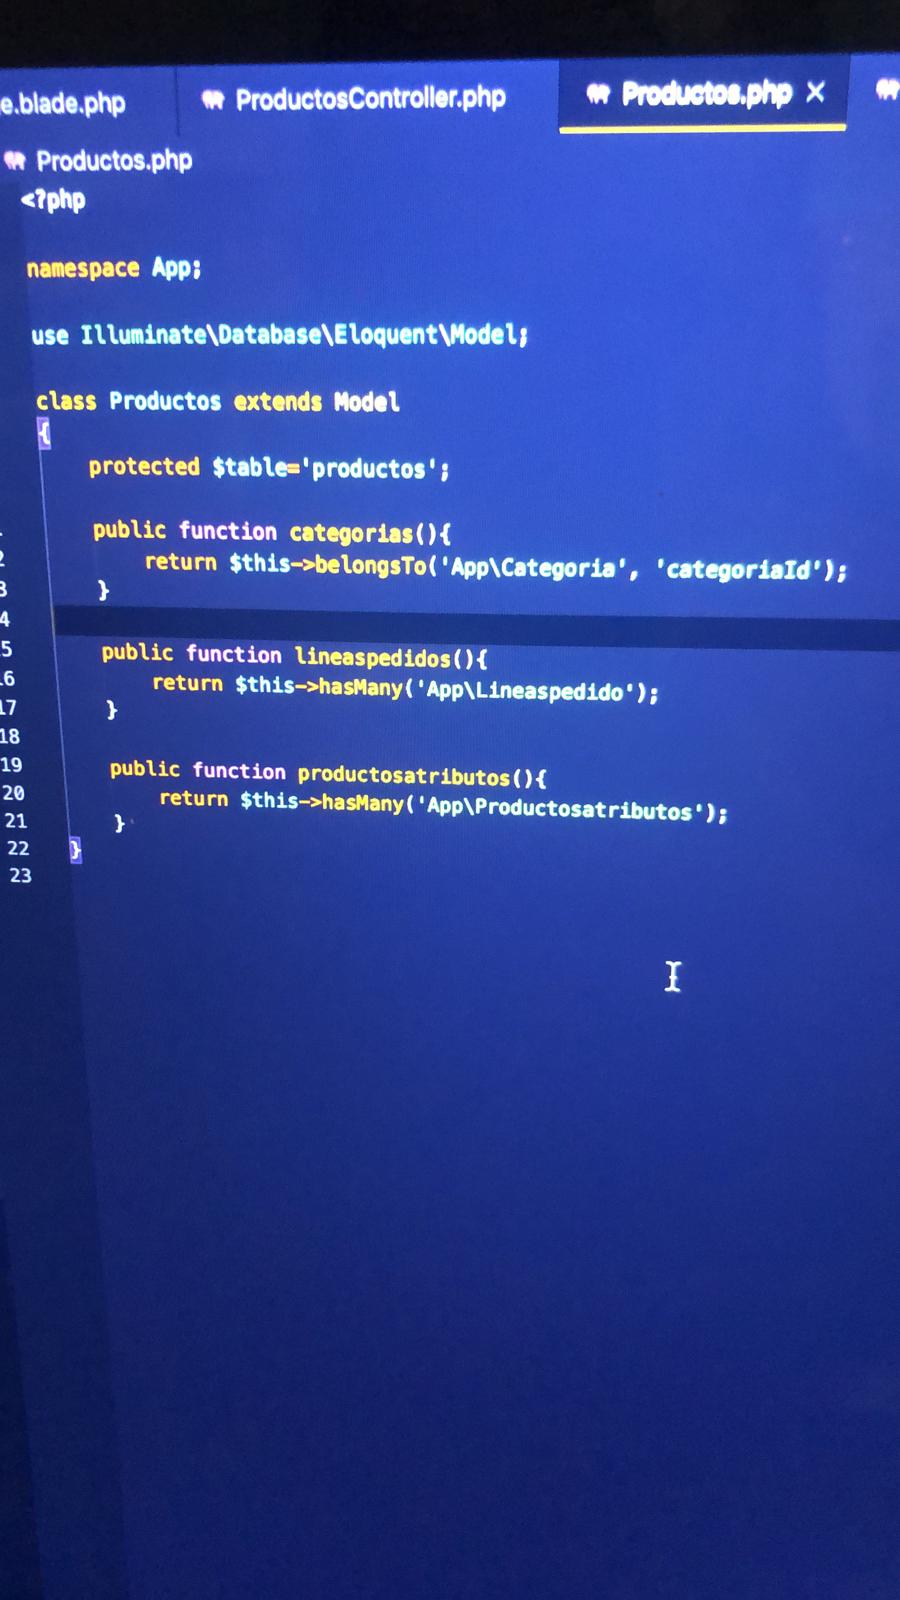 e.blade.php ProductosController.php Productos.php ×
Productos.php
<?php
namespace App;
use Illuminate\Database\Eloquent\Model;
class Productos extends Model
{
protected $table='productos';
public function categorias(){
2 return $this->belongsTo('App\Categoria', 'categoriaId');
3 }
4
5 public function lineaspedidos(){
16 return $this->hasMany('App\Lineaspedido');
17 }
18
19 public function productosatributos(){
20 return $this->hasMany('App\Productosatributos');
21 }
22 }
23